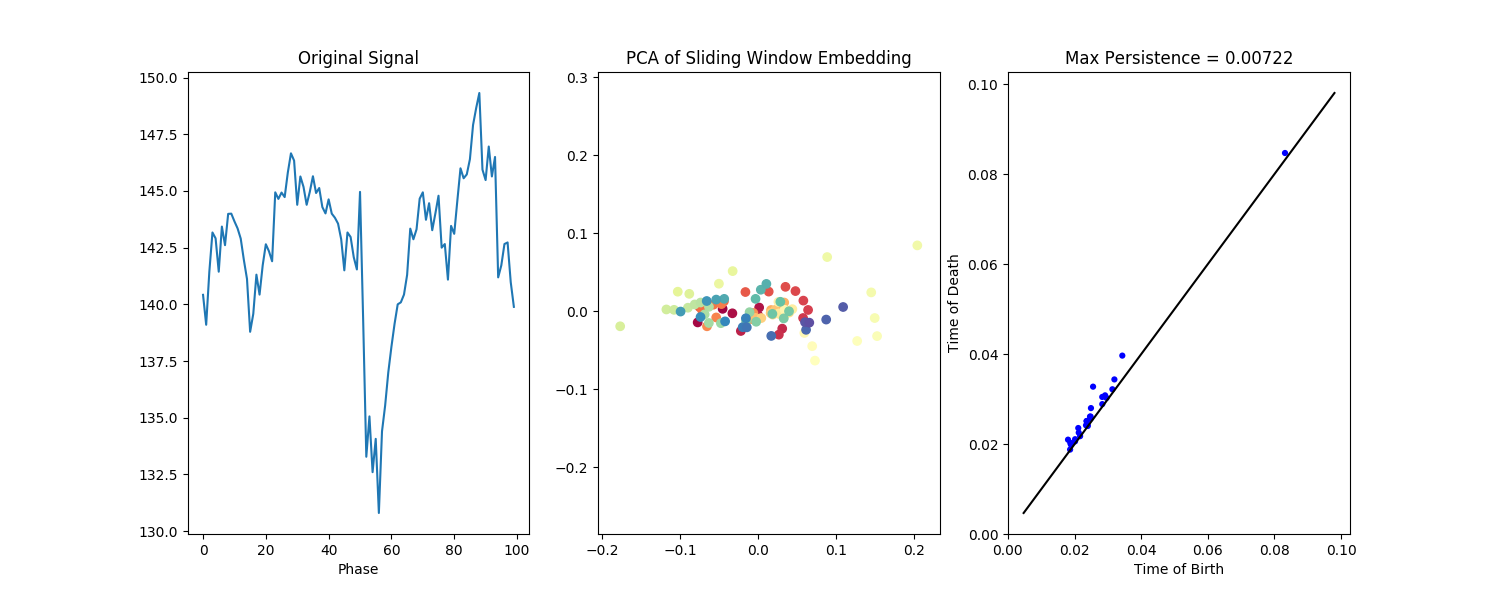 Original Signal
150.0
147.5
145.0
142.5
140.0
137.5
135.0
132.5
130.0
0 20 40 60 80 100
Phase
PCA of Sliding Window Embedding
0.3
0.2
0.1
0.0
−0.1
−0.2
−0.2 −0.1 0.0 0.1 0.2
Max Persistence = 0.00722
Time of Death
0.10
0.08
0.06
0.04
0.02
0.00
0.00 0.02 0.04 0.06 0.08 0.10
Time of Birth